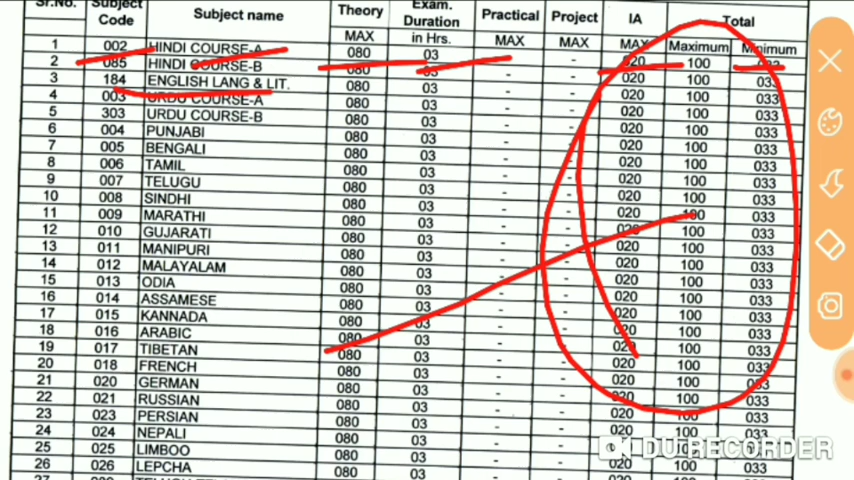 Sr.No. Subject Code Subject name Theory Exam. Duration in Hrs. Practical Project IA Total
MAX MAX MAX MAX Maximum Minimum
1 002 HINDI COURSE-A 080 03 - - 020 100 033
2 085 HINDI COURSE-B 080 03 - - 020 100 033
3 184 ENGLISH LANG & LIT. 080 03 - - 020 100 033
4 003 URDU COURSE-A 080 03 - - 020 100 033
5 303 URDU COURSE-B 080 03 - - 020 100 033
6 004 PUNJABI 080 03 - - 020 100 033
7 005 BENGALI 080 03 - - 020 100 033
8 006 TAMIL 080 03 - - 020 100 033
9 007 TELUGU 080 03 - - 020 100 033
10 008 SINDHI 080 03 - - 020 100 033
11 009 MARATHI 080 03 - - 020 100 033
12 010 GUJARATI 080 03 - - 020 100 033
13 011 MANIPURI 080 03 - - 020 100 033
14 012 MALAYALAM 080 03 - - 020 100 033
15 013 ODIA 080 03 - - 020 100 033
16 014 ASSAMESE 080 03 - - 020 100 033
17 015 KANNADA 080 03 - - 020 100 033
18 016 ARABIC 080 03 - - 020 100 033
19 017 TIBETAN 080 03 - - 020 100 033
20 018 FRENCH 080 03 - - 020 100 033
21 020 GERMAN 080 03 - - 020 100 033
22 021 RUSSIAN 080 03 - - 020 100 033
23 023 PERSIAN 080 03 - - 020 100 033
24 024 NEPALI 080 03 - - 020 100 033
25 025 LIMBOO 080 03 - - 100 033
26 026 LEPCHA 080 03 - - 020 100 033
27
DU RECORDER